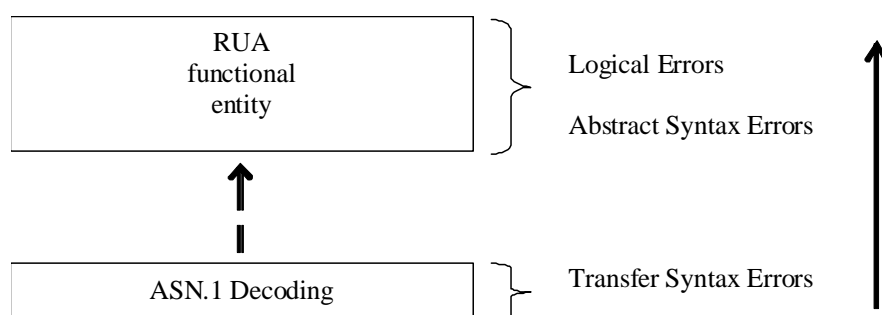 RUA
functional
entity
Logical Errors
Abstract Syntax Errors
ASN.1 Decoding
Transfer Syntax Errors